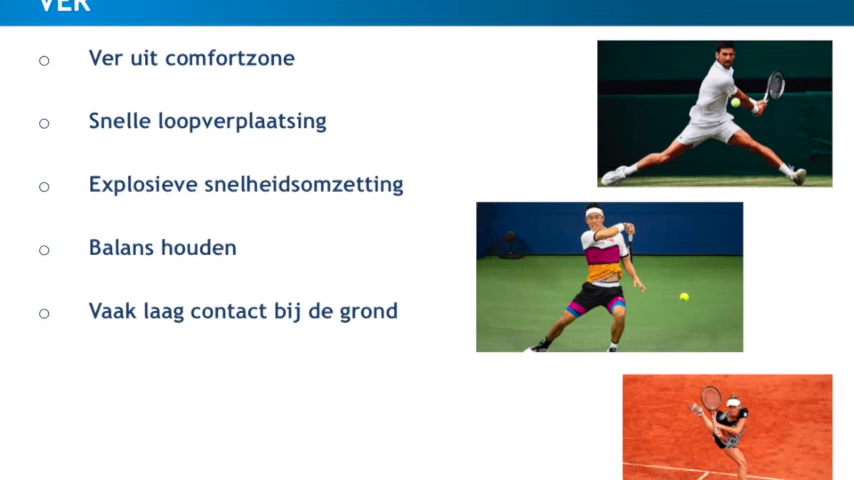 VER
Ver uit comfortzone
Snelle loopverplaatsing
Explosieve snelheidsomzetting
Balans houden
Vaak laag contact bij de grond